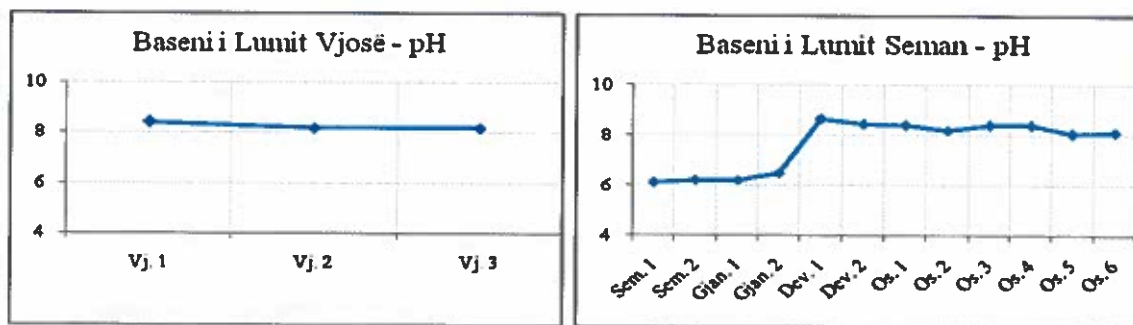 Baseni i Lumit Vjosë - pH
10
8
6
4
Vj. 1 Vj. 2 Vj. 3
Baseni i Lumit Seman - pH
10
8
6
4
Sem. 1 Sem. 2 Gjan. 1 Gjan. 2 Dev. 1 Dev. 2 Os. 1 Os. 2 Os. 3 Os. 4 Os. 5 Os. 6